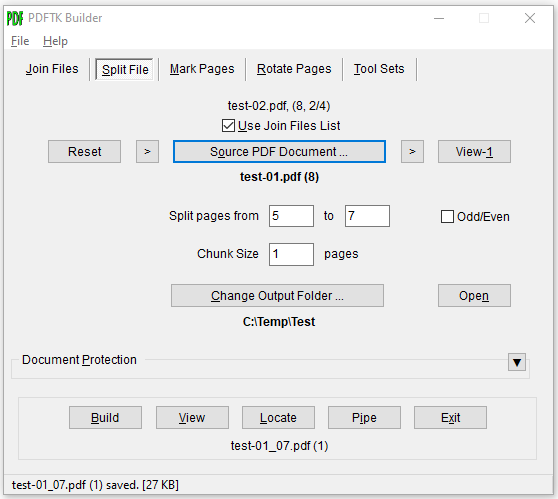 PDF PDFTK Builder
File Help
Join Files Split File Mark Pages Rotate Pages Tool Sets
test-02.pdf, (8, 2/4)
Use Join Files List
Reset > Source PDF Document ... > View-1
test-01.pdf (8)
Split pages from 5 to 7 Odd/Even
Chunk Size 1 pages
Change Output Folder ... Open
C:\Temp\Test
Document Protection
Build View Locate Pipe Exit
test-01_07.pdf (1)
test-01_07.pdf (1) saved. [27 KB]